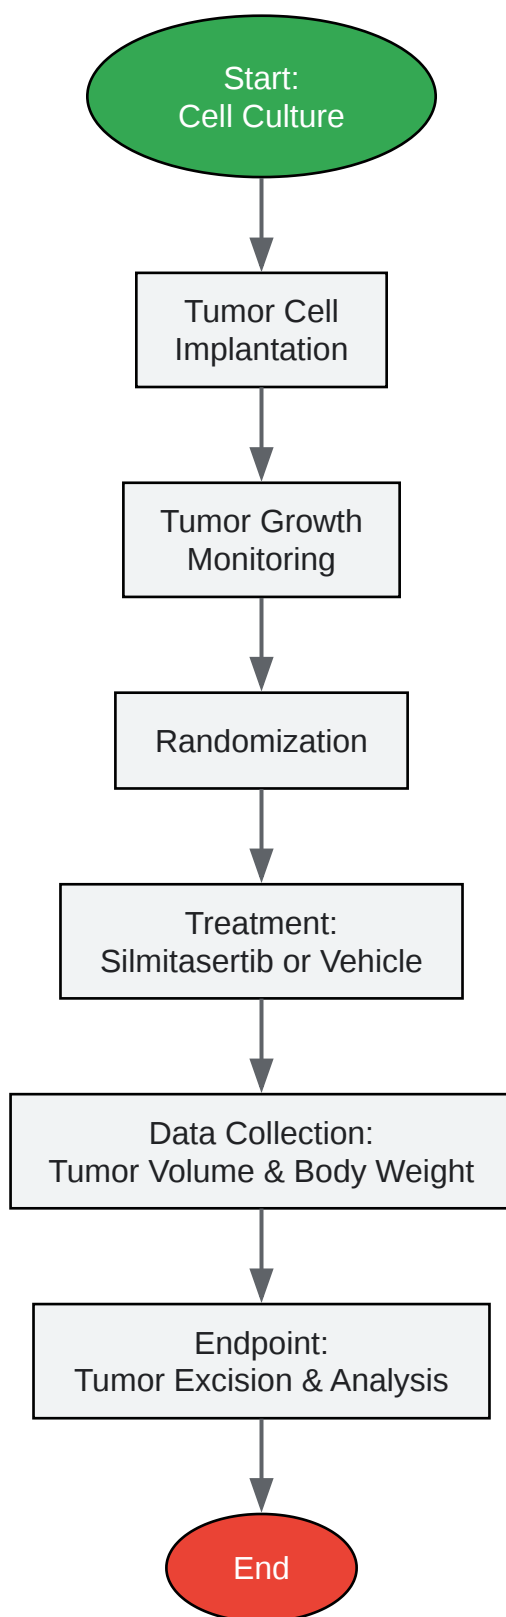 Start:
Cell Culture
Tumor Cell
Implantation
Tumor Growth
Monitoring
Randomization
Treatment:
Silmitasertib or Vehicle
Data Collection:
Tumor Volume & Body Weight
Endpoint:
Tumor Excision & Analysis
End